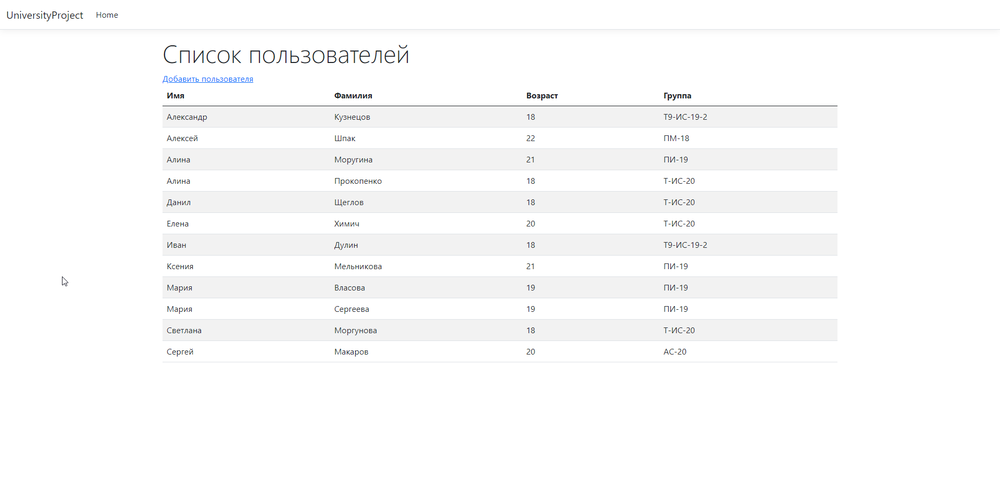 UniversityProject Home
Список пользователей
Добавить пользователя
Имя Фамилия Возраст Группа
Александр Кузнецов 18 Т9-ИС-19-2
Алексей Шпак 22 ПМ-18
Алина Моругина 21 ПИ-19
Алина Прокопенко 18 Т-ИС-20
Данил Щеглов 18 Т-ИС-20
Елена Химич 20 Т-ИС-20
Иван Дулин 18 Т9-ИС-19-2
Ксения Мельникова 21 ПИ-19
Мария Власова 19 ПИ-19
Мария Сергеева 19 ПИ-19
Светлана Моргунова 18 Т-ИС-20
Сергей Макаров 20 АС-20